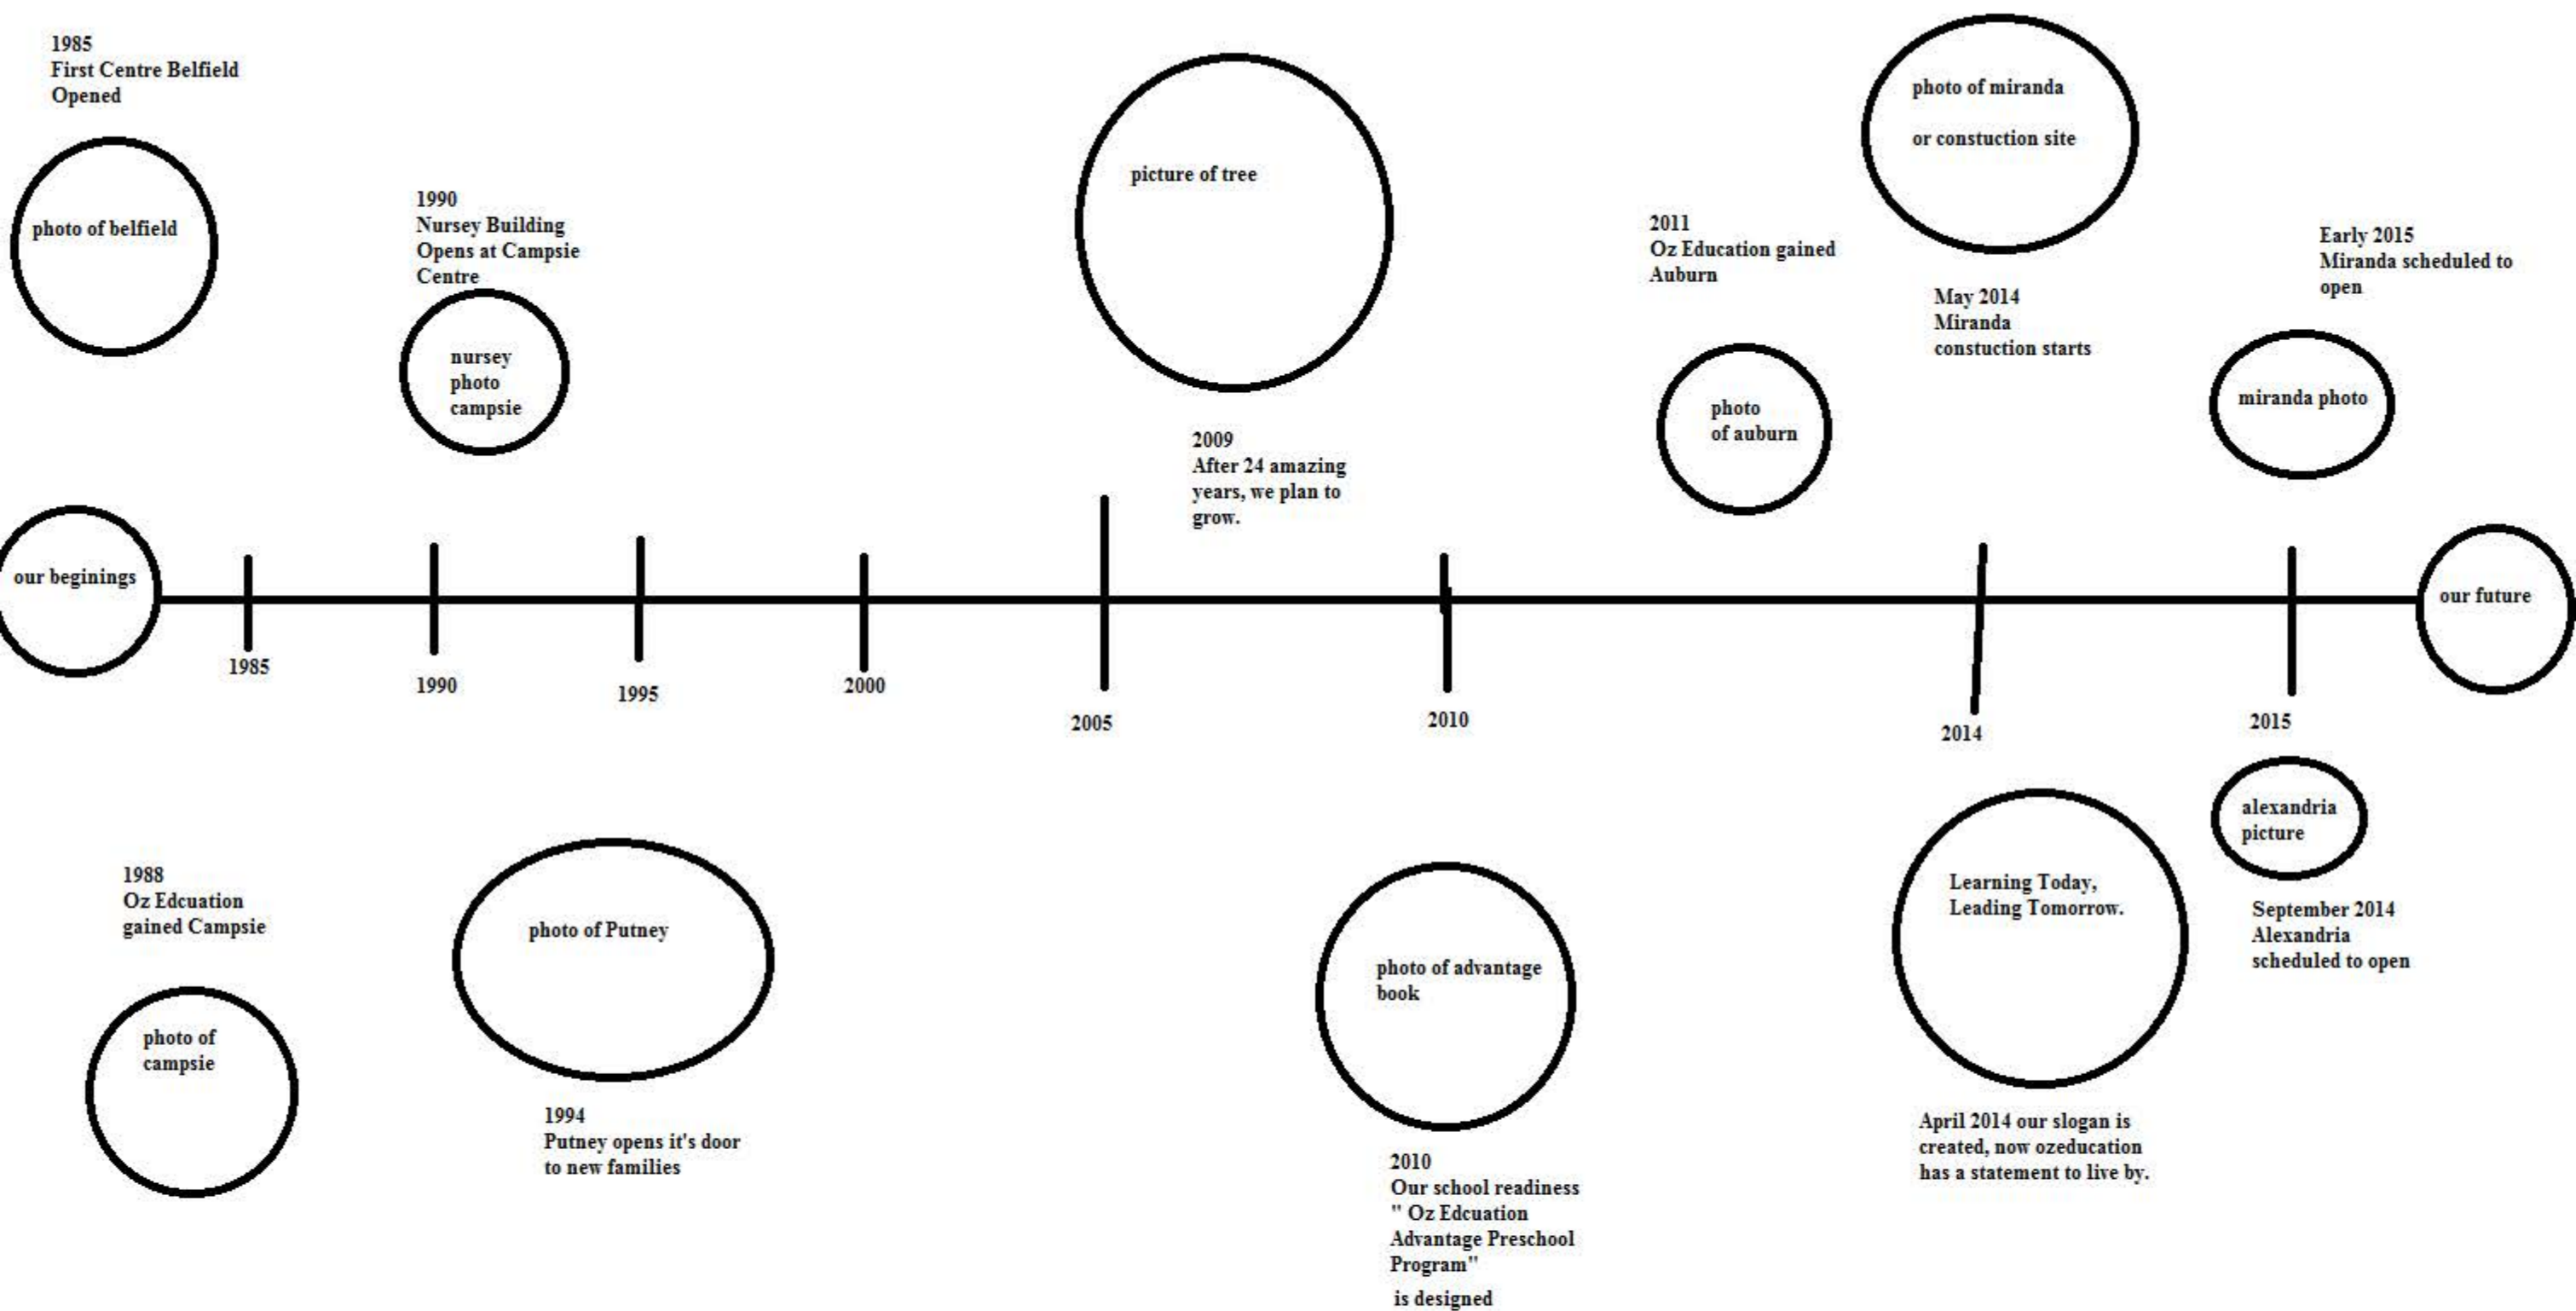 1985
First Centre Belfield
Opened
photo of belfield
1990
Nursey Building
Opens at Campsie
Centre
nursey
photo
campsie
picture of tree
2009
After 24 amazing
years, we plan to
grow.
2011
Oz Education gained
Auburn
photo
of auburn
photo of miranda
or constuction site
May 2014
Miranda
constuction starts
Early 2015
Miranda scheduled to
open
miranda photo
our beginings
1985
1990
1995
2000
2005
2010
2014
2015
our future
1988
Oz Edcuation
gained Campsie
photo of
campsie
photo of Putney
1994
Putney opens it's door
to new families
photo of advantage
book
2010
Our school readiness
" Oz Edcuation
Advantage Preschool
Program"
is designed
Learning Today,
Leading Tomorrow.
April 2014 our slogan is
created, now ozeducation
has a statement to live by.
alexandria
picture
September 2014
Alexandria
scheduled to open